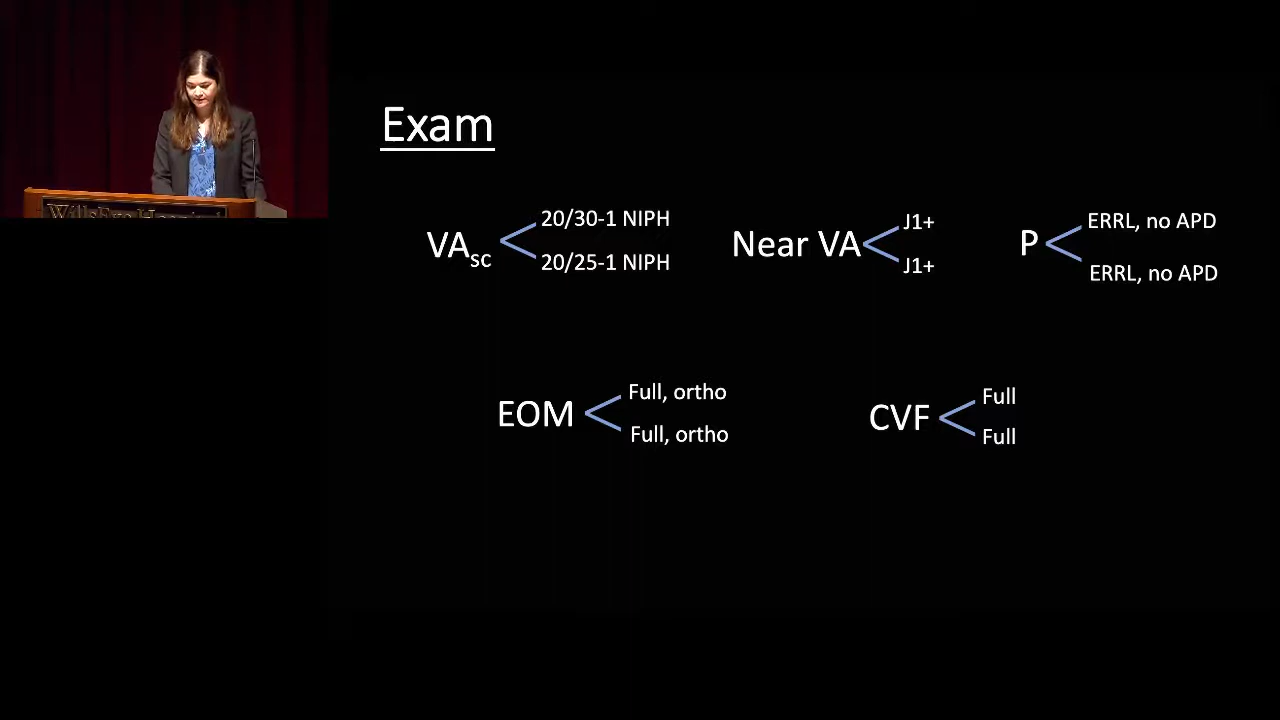 Exam
VAsc
20/30-1 NIPH
20/25-1 NIPH
Near VA
J1+
J1+
P
ERRL, no APD
ERRL, no APD
EOM
Full, ortho
Full, ortho
CVF
Full
Full
WillsEye Hospital